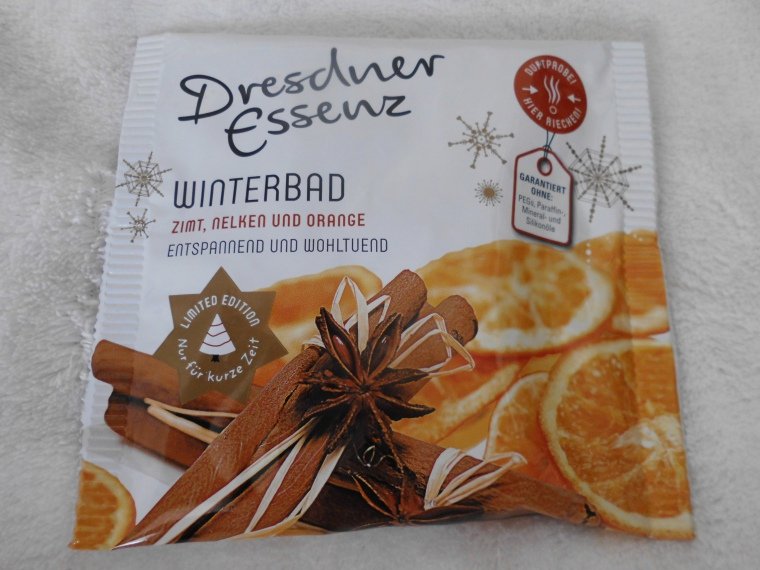 Dresdner
Essenz
WINTERBAD
ZIMT, NELKEN UND ORANGE
ENTSPANNEND UND WOHLTUEND
DUFTPROBE!
HIER RIECHEN!
GARANTIERT
OHNE:
PEGs, Paraffin-,
Mineral- und
Silikonöle
LIMITED EDITION
Nur für kurze Zeit